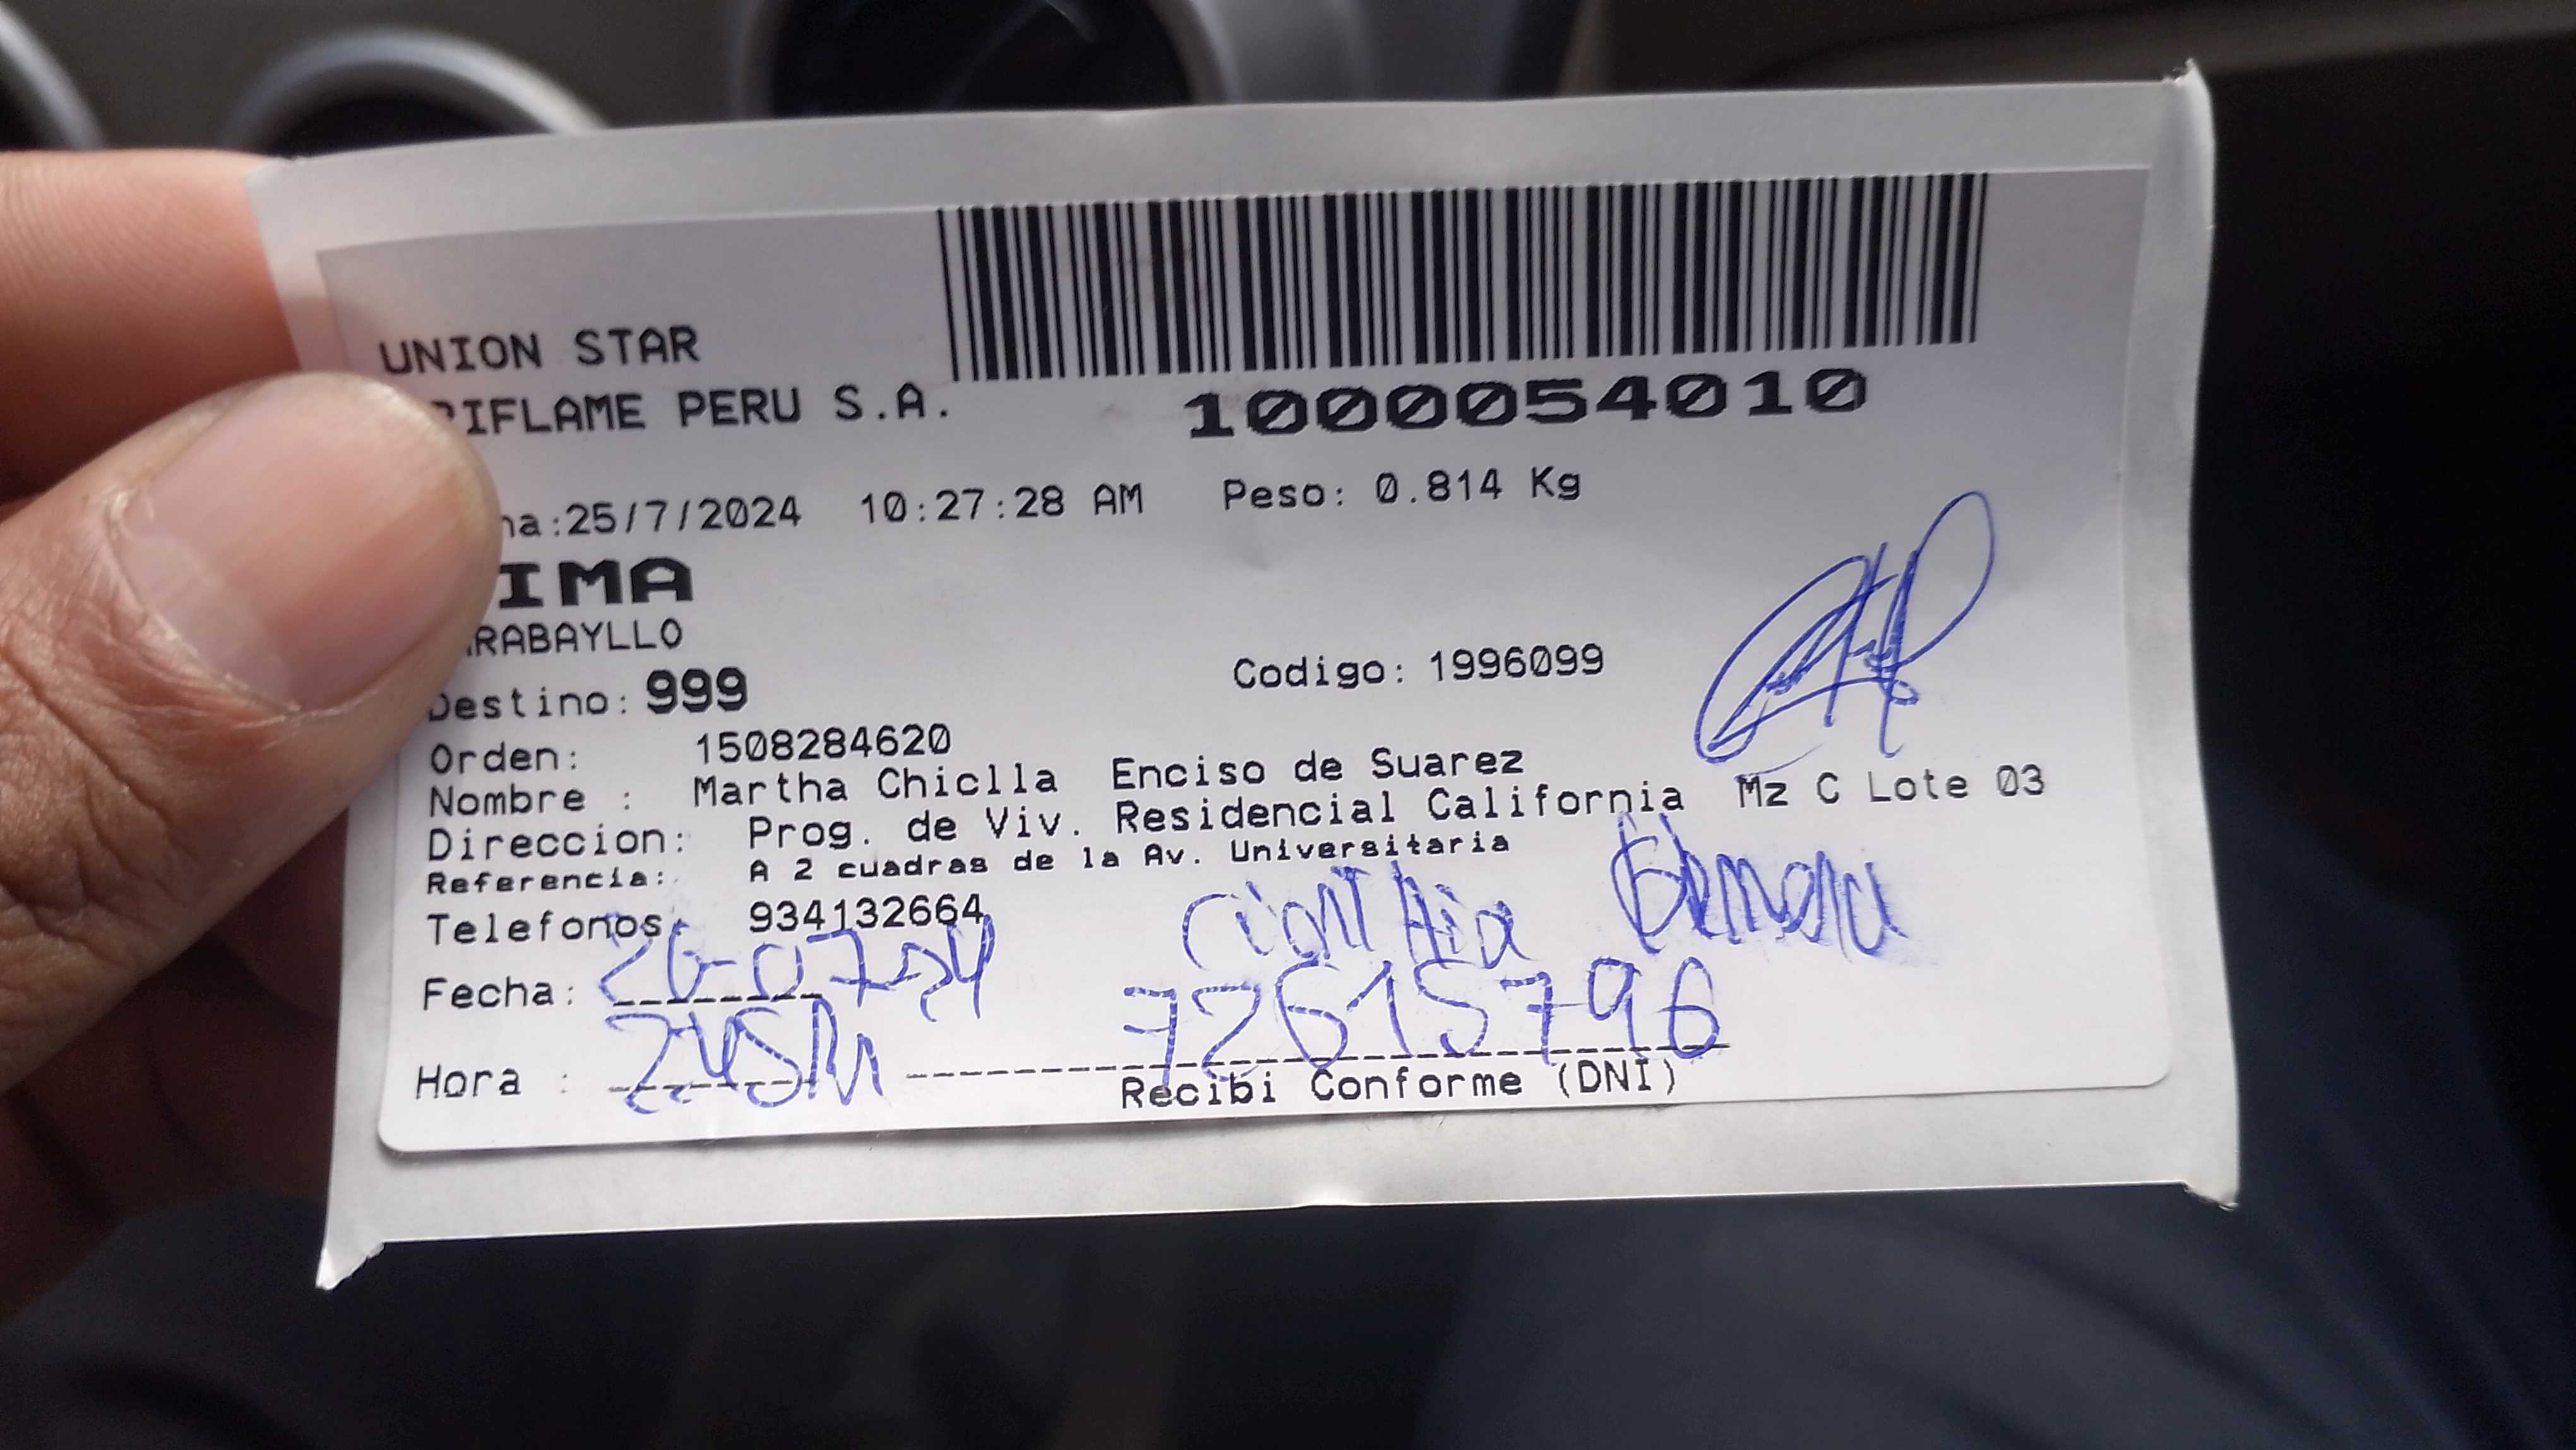 UNION STAR
RIFLAME PERU S.A.
1000054010
ha:25/7/2024 10:27:28 AM Peso: 0.814 Kg
IMA
RABAYLLO
Destino: 999 Codigo: 1996099
Orden: 1508284620
Nombre : Martha Chiclla Enciso de Suarez
Direccion: Prog. de Viv. Residencial California Mz C Lote 03
Referencia: A 2 cuadras de la Av. Universitaria
Telefonos: 934132664
Fecha: 26-07-24
72615796
Hora :
Recibi Conforme (DNI)